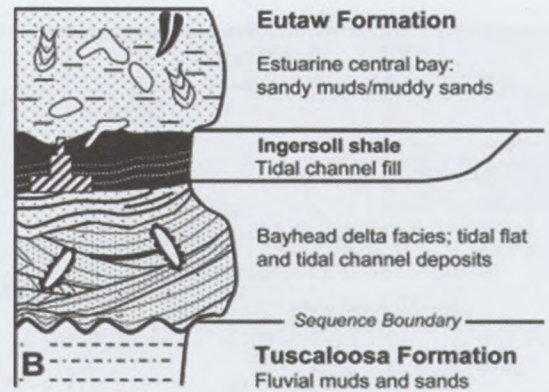 Eutaw Formation
Estuarine central bay:
sandy muds/muddy sands
Ingersoll shale
Tidal channel fill
Bayhead delta facies; tidal flat
and tidal channel deposits
Sequence Boundary
B
Tuscaloosa Formation
Fluvial muds and sands